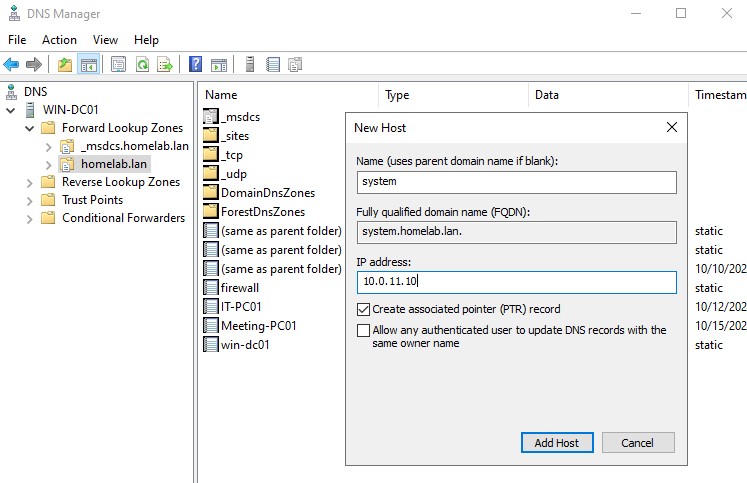 DNS Manager
File Action View Help
DNS
WIN-DC01
Forward Lookup Zones
_msdcs.homelab.lan
homelab.lan
Reverse Lookup Zones
Trust Points
Conditional Forwarders
Name Type Data Timestam
_msdcs
_sites
_tcp
_udp
DomainDnsZones
ForestDnsZones
(same as parent folder) static
(same as parent folder) static
(same as parent folder) 10/10/202
firewall static
IT-PC01 10/12/202
Meeting-PC01 10/15/202
win-dc01 static
New Host
Name (uses parent domain name if blank):
system
Fully qualified domain name (FQDN):
system.homelab.lan.
IP address:
10.0.11.10
Create associated pointer (PTR) record
Allow any authenticated user to update DNS records with the
same owner name
Add Host Cancel